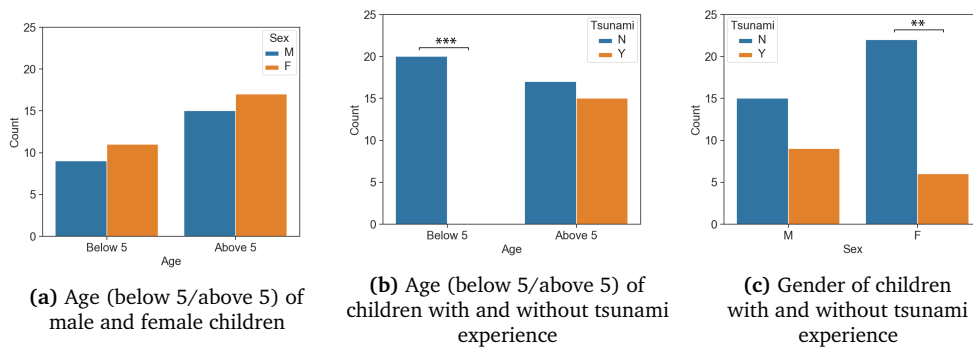 Sex
M
F
25
20
15
10
5
0
Count
Below 5
Above 5
Age
(a) Age (below 5/above 5) of
male and female children
Tsunami
N
Y
***
25
20
15
10
5
0
Count
Below 5
Above 5
Age
(b) Age (below 5/above 5) of
children with and without tsunami
experience
Tsunami
N
Y
**
25
20
15
10
5
0
Count
M
F
Sex
(c) Gender of children
with and without tsunami
experience